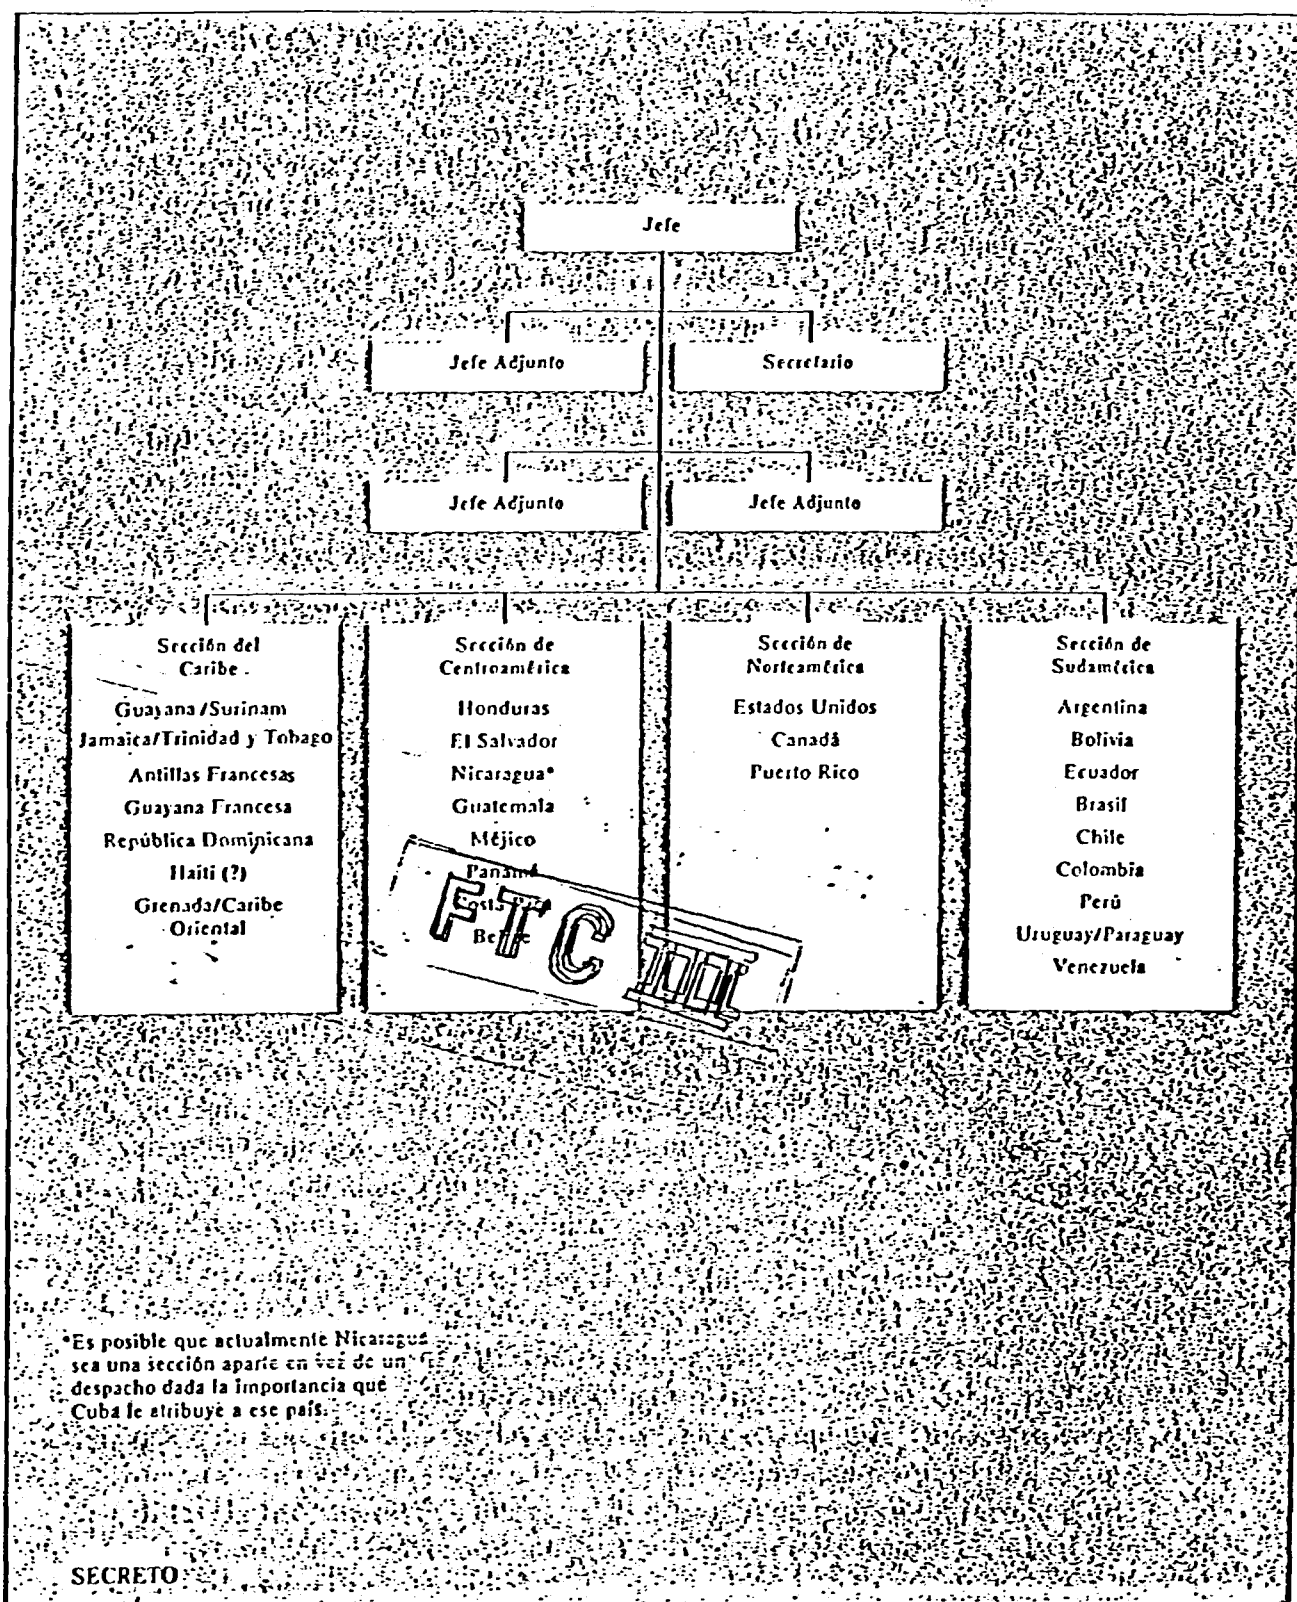 Jefe
Jefe Adjunto
Secretario
Jefe Adjunto
Jefe Adjunto
Sección del
Caribe
Guayana/Surinam
Jamaica/Trinidad y Tobago
Antillas Francesas
Guayana Francesa
República Dominicana
Haití (?)
Grenada/Caribe
Oriental
Sección de
Centroamérica
Honduras
El Salvador
Nicaragua*
Guatemala
Méjico
Panamá
Costa
Sección de
Norteamérica
Estados Unidos
Canadá
Puerto Rico
Sección de
Sudamérica
Argentina
Bolivia
Ecuador
Brasil
Chile
Colombia
Perú
Uruguay/Paraguay
Venezuela
FTC III
*Es posible que actualmente Nicaragua
sea una sección aparte en vez de un
despacho dada la importancia que
Cuba le atribuye a ese país.
SECRETO